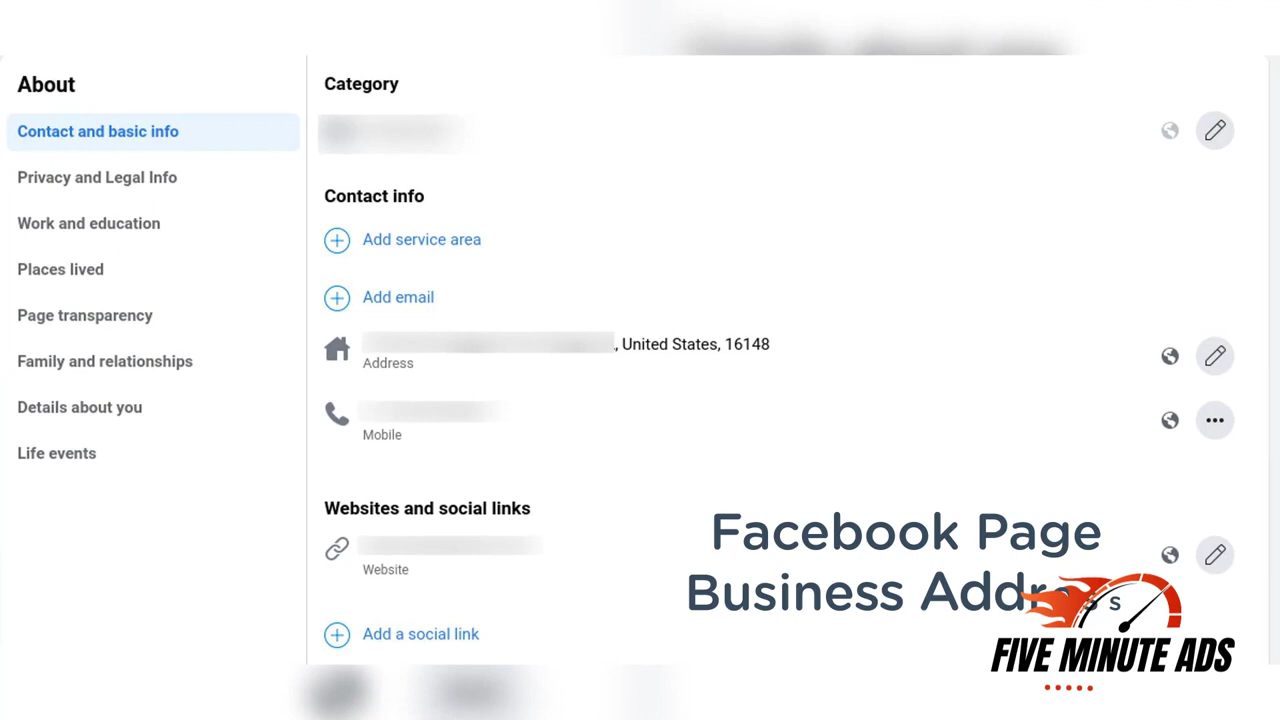 About
Contact and basic info
Privacy and Legal Info
Work and education
Places lived
Page transparency
Family and relationships
Details about you
Life events
Category
Contact info
Add service area
Add email
, United States, 16148
Address
Mobile
Websites and social links
Website
Add a social link
Facebook Page
Business Address
FIVE MINUTE ADS